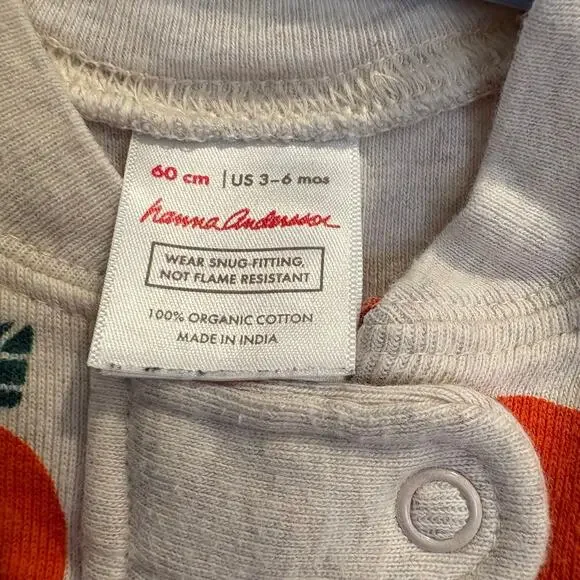 60 cm | US 3-6 mos
hanna andersson
WEAR SNUG-FITTING,
NOT FLAME RESISTANT
100% ORGANIC COTTON
MADE IN INDIA